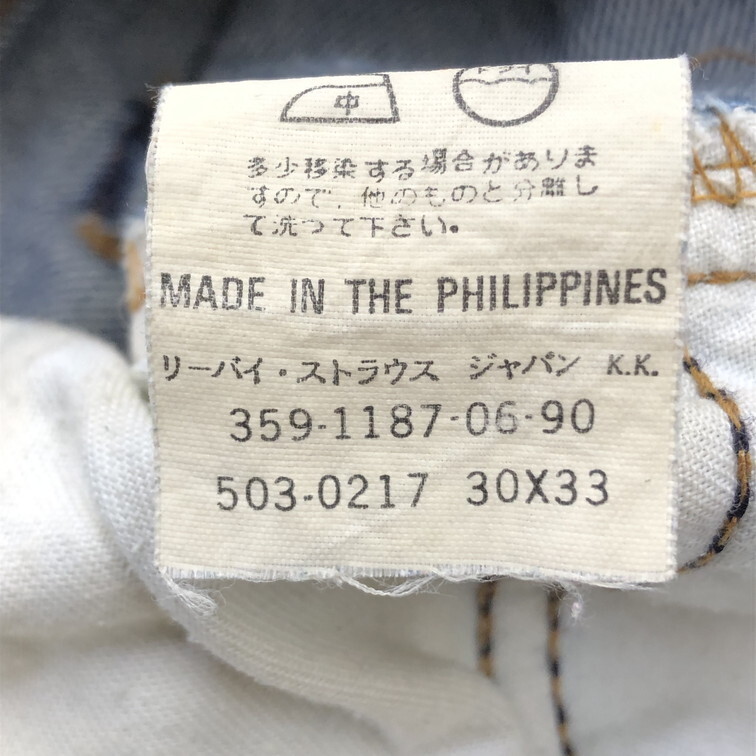 中
ドライ
多少移染する場合がありま
すので、他のものと分離し
て洗つて下さい。
MADE IN THE PHILIPPINES
リーバイ・ストラウス ジャパン K.K.
359-1187-06-90
503-0217 30X33